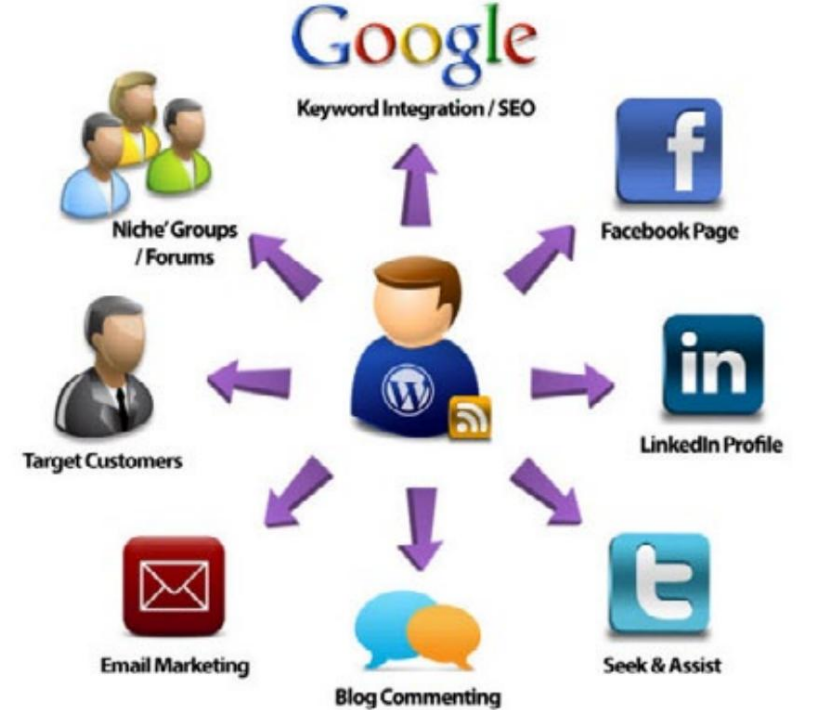 Google
Keyword Integration / SEO
f
Facebook Page
Niche' Groups
/ Forums
in
LinkedIn Profile
W
Target Customers
t
Seek & Assist
Email Marketing
Blog Commenting